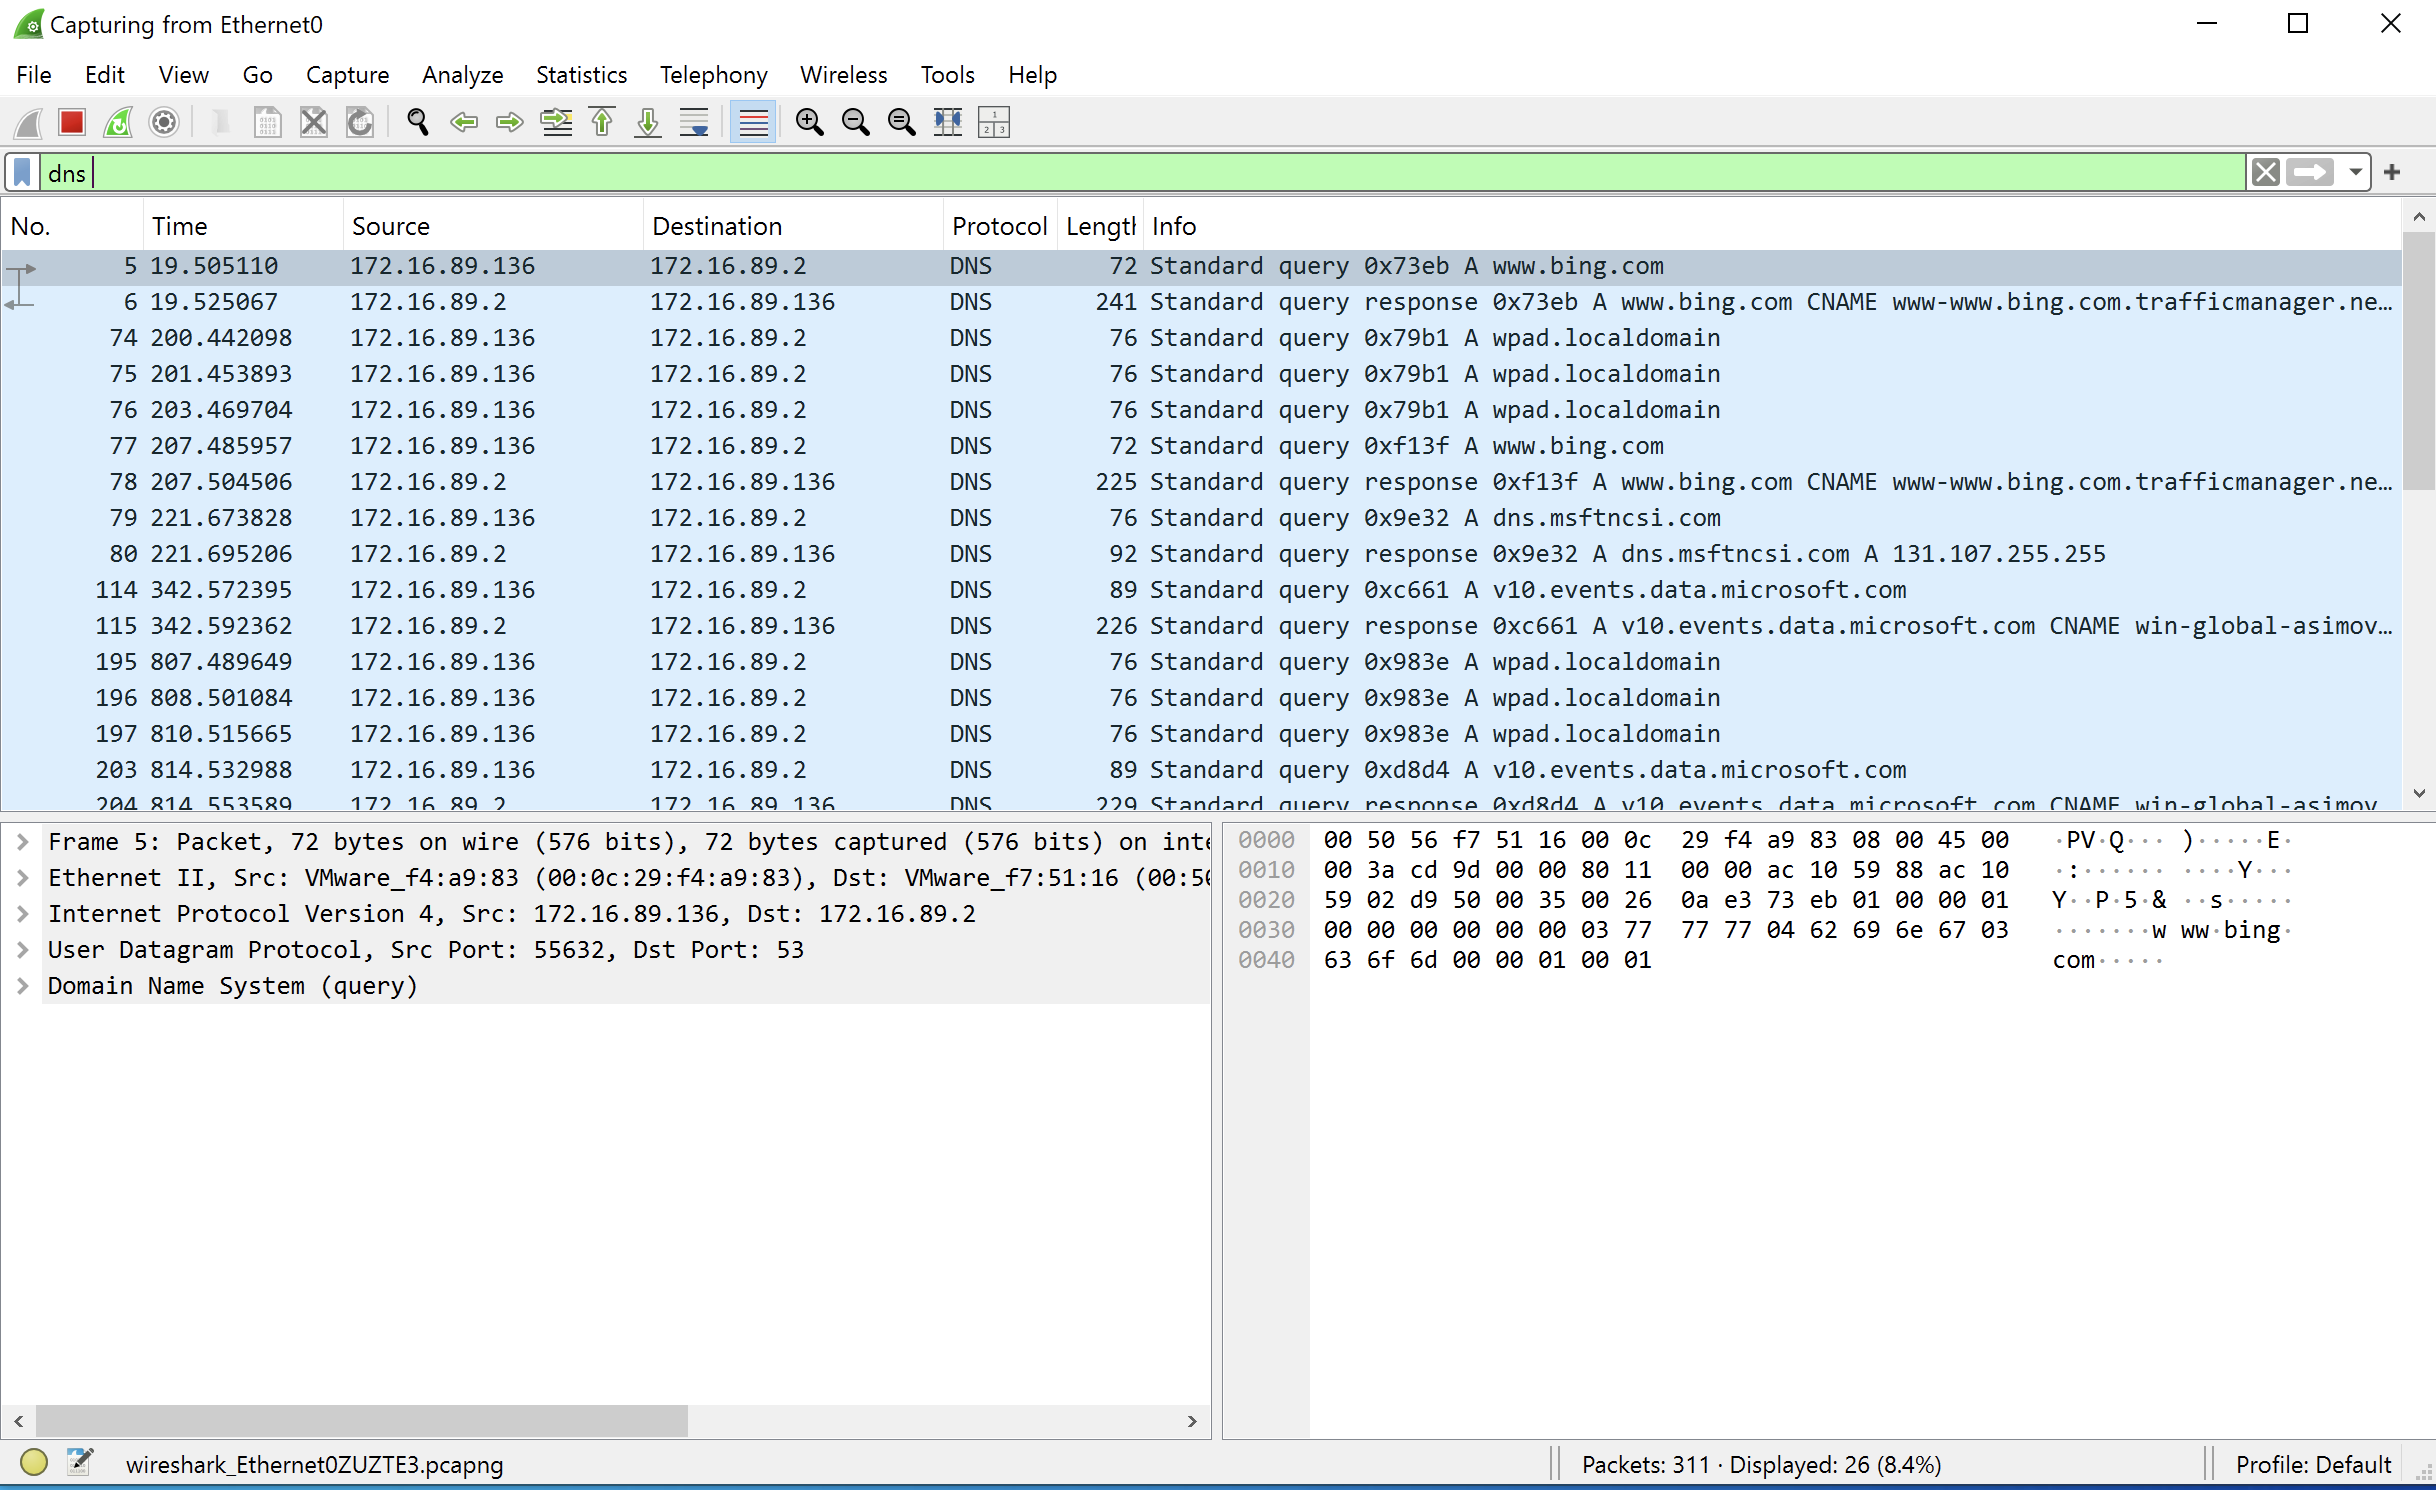 Capturing from Ethernet0
File Edit View Go Capture Analyze Statistics Telephony Wireless Tools Help
dns
No. Time Source Destination Protocol Length Info
5 19.505110 172.16.89.136 172.16.89.2 DNS 72 Standard query 0x73eb A www.bing.com
6 19.525067 172.16.89.2 172.16.89.136 DNS 241 Standard query response 0x73eb A www.bing.com CNAME www-www.bing.com.trafficmanager.ne…
74 200.442098 172.16.89.136 172.16.89.2 DNS 76 Standard query 0x79b1 A wpad.localdomain
75 201.453893 172.16.89.136 172.16.89.2 DNS 76 Standard query 0x79b1 A wpad.localdomain
76 203.469704 172.16.89.136 172.16.89.2 DNS 76 Standard query 0x79b1 A wpad.localdomain
77 207.485957 172.16.89.136 172.16.89.2 DNS 72 Standard query 0xf13f A www.bing.com
78 207.504506 172.16.89.2 172.16.89.136 DNS 225 Standard query response 0xf13f A www.bing.com CNAME www-www.bing.com.trafficmanager.ne…
79 221.673828 172.16.89.136 172.16.89.2 DNS 76 Standard query 0x9e32 A dns.msftncsi.com
80 221.695206 172.16.89.2 172.16.89.136 DNS 92 Standard query response 0x9e32 A dns.msftncsi.com A 131.107.255.255
114 342.572395 172.16.89.136 172.16.89.2 DNS 89 Standard query 0xc661 A v10.events.data.microsoft.com
115 342.592362 172.16.89.2 172.16.89.136 DNS 226 Standard query response 0xc661 A v10.events.data.microsoft.com CNAME win-global-asimov…
195 807.489649 172.16.89.136 172.16.89.2 DNS 76 Standard query 0x983e A wpad.localdomain
196 808.501084 172.16.89.136 172.16.89.2 DNS 76 Standard query 0x983e A wpad.localdomain
197 810.515665 172.16.89.136 172.16.89.2 DNS 76 Standard query 0x983e A wpad.localdomain
203 814.532988 172.16.89.136 172.16.89.2 DNS 89 Standard query 0xd8d4 A v10.events.data.microsoft.com
204 814.553589 172.16.89.2 172.16.89.136 DNS 229 Standard query response 0xd8d4 A v10.events.data.microsoft.com CNAME win-global-asimov
Frame 5: Packet, 72 bytes on wire (576 bits), 72 bytes captured (576 bits) on inte
Ethernet II, Src: VMware_f4:a9:83 (00:0c:29:f4:a9:83), Dst: VMware_f7:51:16 (00:50
Internet Protocol Version 4, Src: 172.16.89.136, Dst: 172.16.89.2
User Datagram Protocol, Src Port: 55632, Dst Port: 53
Domain Name System (query)
0000 00 50 56 f7 51 16 00 0c 29 f4 a9 83 08 00 45 00 ·PV·Q··· )·····E·
0010 00 3a cd 9d 00 00 80 11 00 00 ac 10 59 88 ac 10 ·:······ ····Y···
0020 59 02 d9 50 00 35 00 26 0a e3 73 eb 01 00 00 01 Y··P·5·& ··s·····
0030 00 00 00 00 00 00 03 77 77 77 04 62 69 6e 67 03 ·······w ww·bing·
0040 63 6f 6d 00 00 01 00 01 com·····
wireshark_Ethernet0ZUZTE3.pcapng Packets: 311 · Displayed: 26 (8.4%) Profile: Default